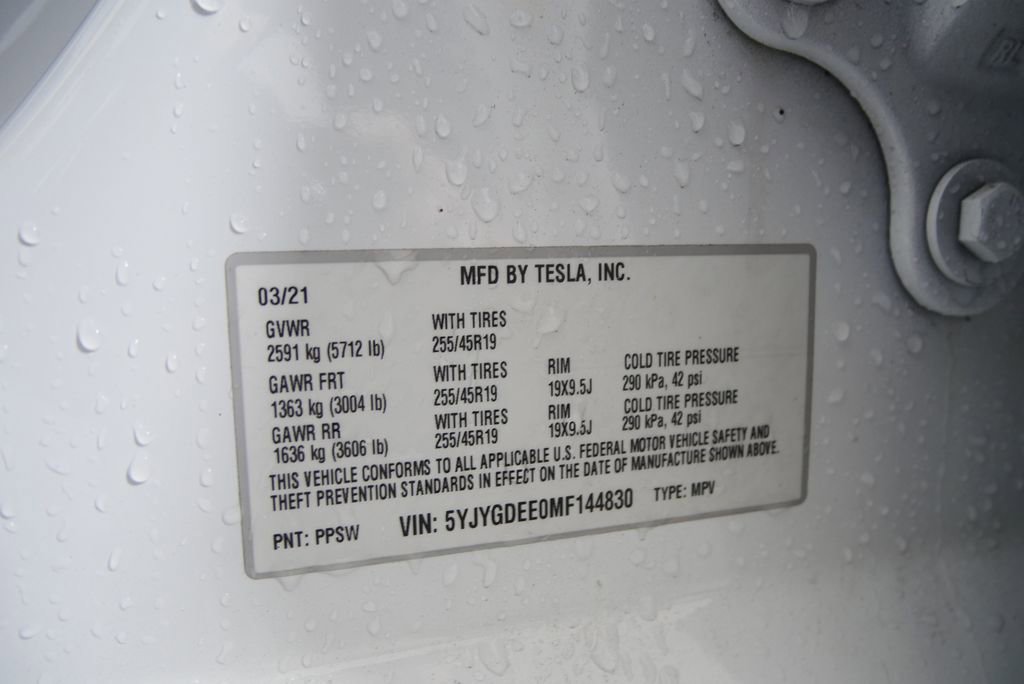 MFD BY TESLA, INC.
03/21
GVWR WITH TIRES
2591 kg (5712 lb) 255/45R19
GAWR FRT WITH TIRES RIM COLD TIRE PRESSURE
1363 kg (3004 lb) 255/45R19 19X9.5J 290 kPa, 42 psi
GAWR RR WITH TIRES RIM COLD TIRE PRESSURE
1636 kg (3606 lb) 255/45R19 19X9.5J 290 kPa, 42 psi
THIS VEHICLE CONFORMS TO ALL APPLICABLE U.S. FEDERAL MOTOR VEHICLE SAFETY AND
THEFT PREVENTION STANDARDS IN EFFECT ON THE DATE OF MANUFACTURE SHOWN ABOVE.
PNT: PPSW VIN: 5YJYGDEE0MF144830 TYPE: MPV